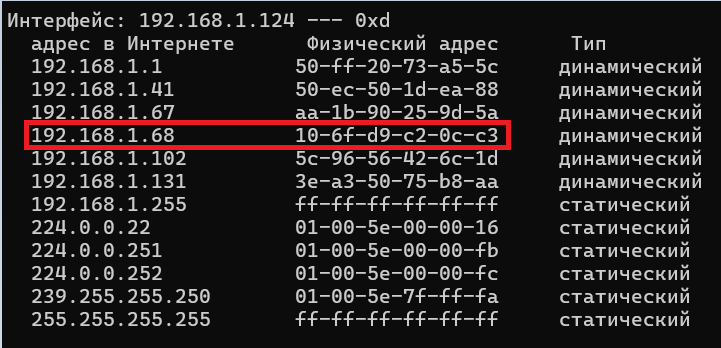 Интерфейс: 192.168.1.124 --- 0xd
адрес в Интернете Физический адрес Тип
192.168.1.1 50-ff-20-73-a5-5c динамический
192.168.1.41 50-ec-50-1d-ea-88 динамический
192.168.1.67 aa-1b-90-25-9d-5a динамический
192.168.1.68 10-6f-d9-c2-0c-c3 динамический
192.168.1.102 5c-96-56-42-6c-1d динамический
192.168.1.131 3e-a3-50-75-b8-aa динамический
192.168.1.255 ff-ff-ff-ff-ff-ff статический
224.0.0.22 01-00-5e-00-00-16 статический
224.0.0.251 01-00-5e-00-00-fb статический
224.0.0.252 01-00-5e-00-00-fc статический
239.255.255.250 01-00-5e-7f-ff-fa статический
255.255.255.255 ff-ff-ff-ff-ff-ff статический